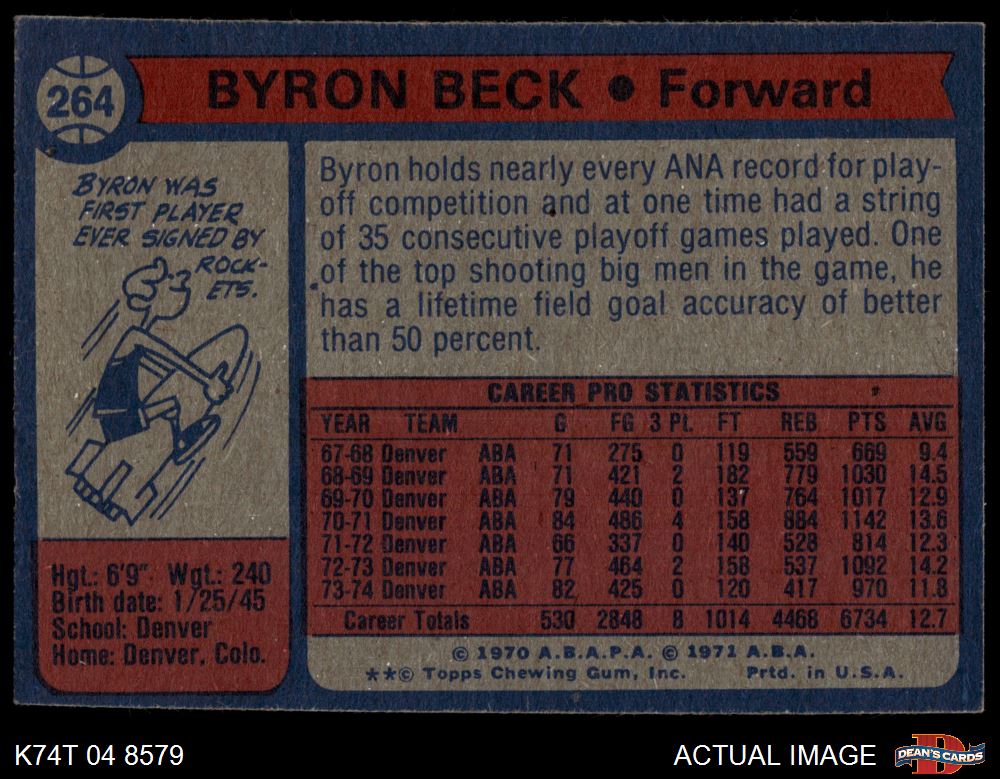 264
BYRON BECK ● Forward
BYRON WAS
FIRST PLAYER
EVER SIGNED BY
ROCK-
ETS.
Byron holds nearly every ANA record for play-
off competition and at one time had a string
of 35 consecutive playoff games played. One
of the top shooting big men in the game, he
has a lifetime field goal accuracy of better
than 50 percent.
Hgt.: 6'9" Wgt.: 240
Birth date: 1/25/45
School: Denver
Home: Denver, Colo.
CAREER PRO STATISTICS
YEAR TEAM G FG 3 Pt. FT REB PTS AVG
67-68 Denver ABA 71 275 0 119 559 669 9.4
68-69 Denver ABA 71 421 2 182 779 1030 14.5
69-70 Denver ABA 79 440 0 137 764 1017 12.9
70-71 Denver ABA 84 486 4 158 884 1142 13.6
71-72 Denver ABA 66 337 0 140 528 814 12.3
72-73 Denver ABA 77 464 2 158 537 1092 14.2
73-74 Denver ABA 82 425 0 120 417 970 11.8
Career Totals 530 2848 8 1014 4468 6734 12.7
© 1970 A.B.A.P.A. © 1971 A.B.A.
**© Topps Chewing Gum, Inc. Prtd. in U.S.A.
K74T 04 8579
ACTUAL IMAGE
DEAN'S CARDS